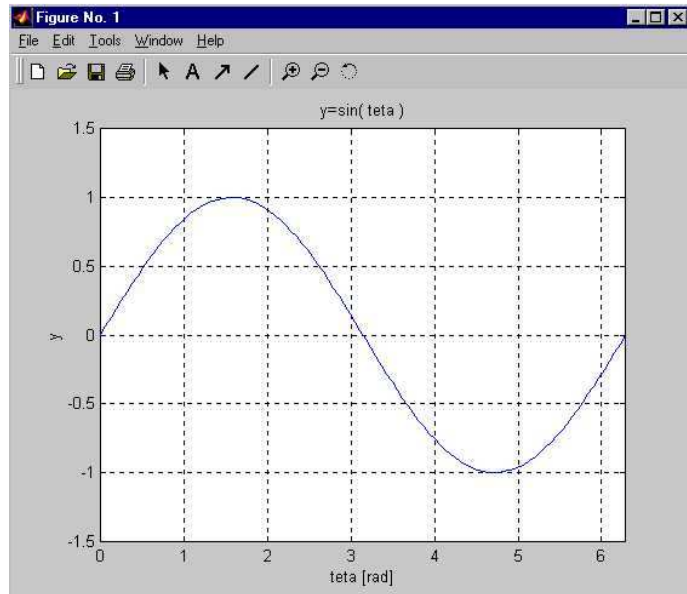 Figure No. 1
File Edit Tools Window Help
A
y=sin( teta )
1.5
1
0.5
0
-0.5
-1
-1.5
y
0 1 2 3 4 5 6
teta [rad]